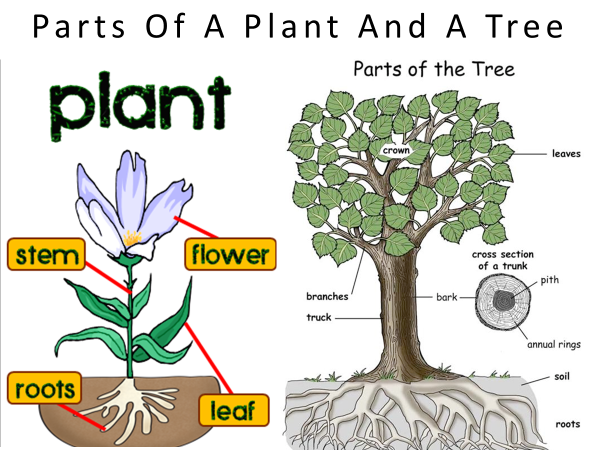 Parts Of A Plant And A Tree
plant
stem
flower
roots
leaf
Parts of the Tree
crown
leaves
cross section
of a trunk
pith
branches
bark
truck
annual rings
soil
roots